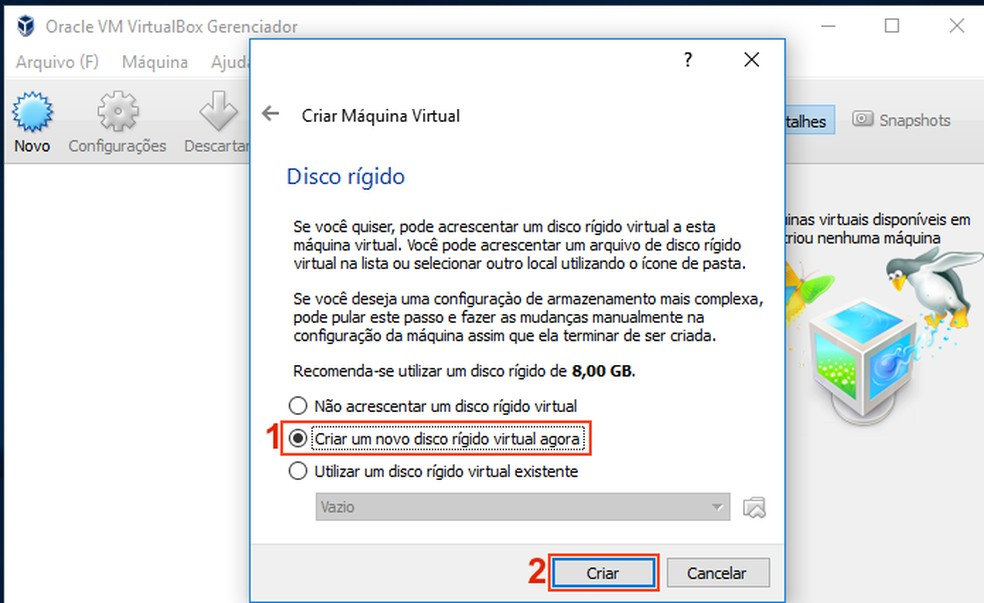 Oracle VM VirtualBox Gerenciador
Arquivo (F) Máquina Ajuda
Novo Configurações Descartar
talhes Snapshots
inas virtuais disponíveis em
criou nenhuma máquina
?
Criar Máquina Virtual
Disco rígido
Se você quiser, pode acrescentar um disco rígido virtual a esta
máquina virtual. Você pode acrescentar um arquivo de disco rígido
virtual na lista ou selecionar outro local utilizando o ícone de pasta.
Se você deseja uma configuraçào de armazenamento mais complexa,
pode pular este passo e fazer as mudanças manualmente na
configuração da máquina assim que ela terminar de ser criada.
Recomenda-se utilizar um disco rígido de 8,00 GB.
Não acrescentar um disco rígido virtual
1 Criar um novo disco rígido virtual agora
Utilizar um disco rígido virtual existente
Vazio
2 Criar Cancelar